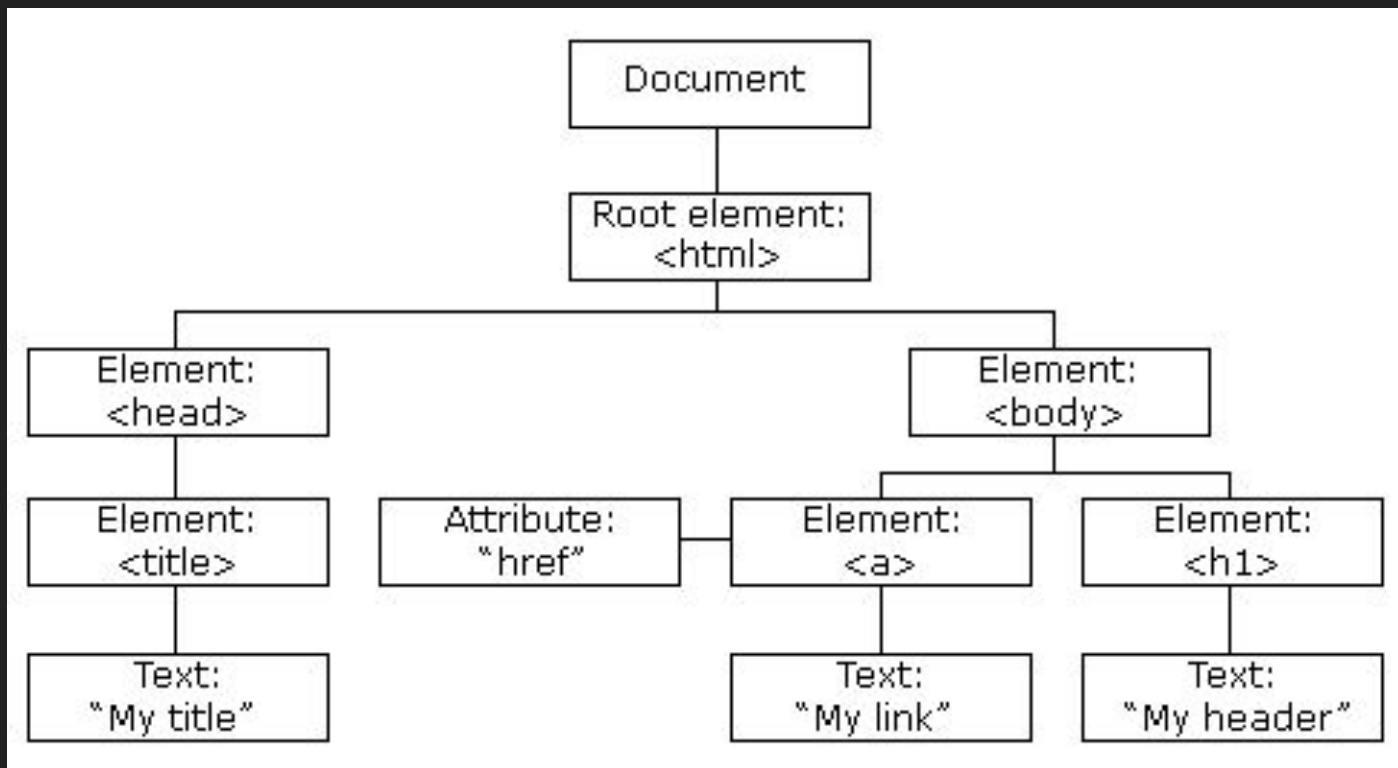 Document
Root element:
<html>
Element:
<head>
Element:
<body>
Element:
<title>
Attribute:
“href”
Element:
<a>
Element:
<h1>
Text:
“My title”
Text:
“My link”
Text:
“My header”